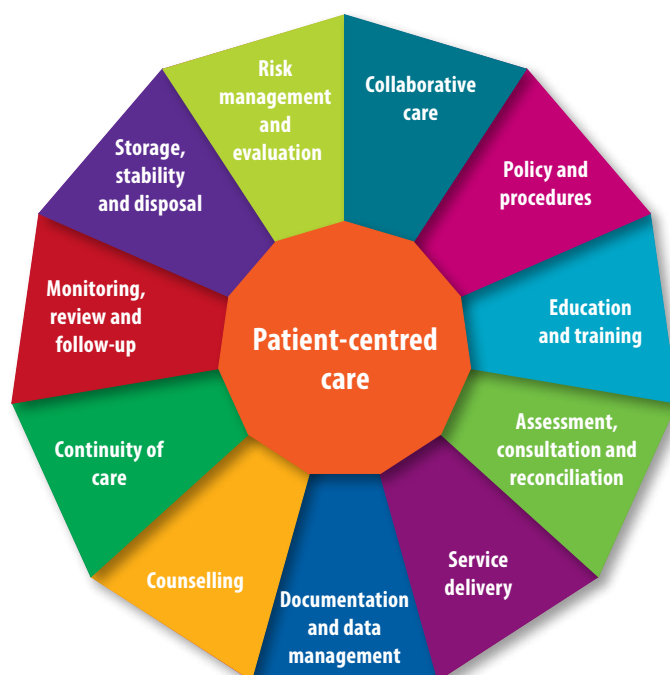 Risk
management
and
evaluation
Collaborative
care
Policy and
procedures
Education
and training
Assessment,
consultation and
reconciliation
Service
delivery
Documentation
and data
management
Counselling
Continuity of
care
Monitoring,
review and
follow-up
Storage,
stability
and disposal
Patient-centred
care